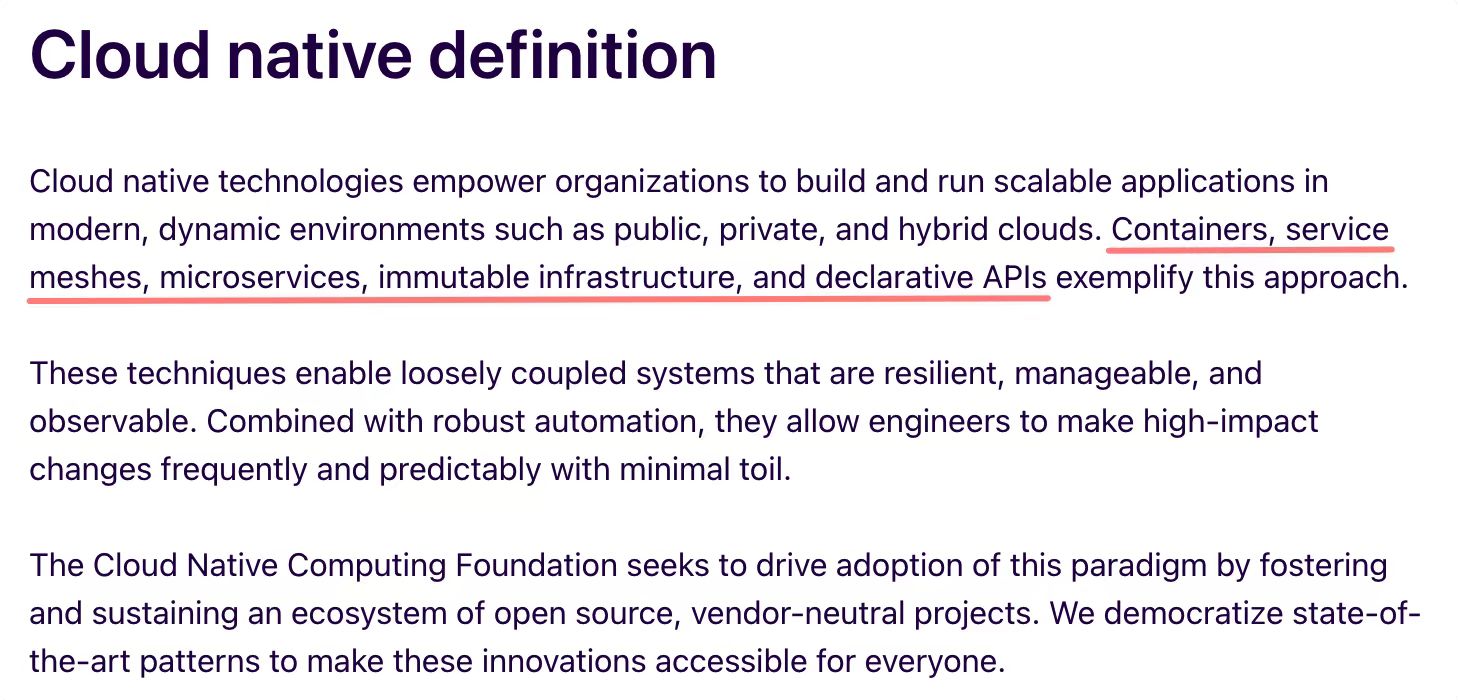 Cloud native definition
Cloud native technologies empower organizations to build and run scalable applications in
modern, dynamic environments such as public, private, and hybrid clouds. Containers, service
meshes, microservices, immutable infrastructure, and declarative APIs exemplify this approach.
These techniques enable loosely coupled systems that are resilient, manageable, and
observable. Combined with robust automation, they allow engineers to make high-impact
changes frequently and predictably with minimal toil.
The Cloud Native Computing Foundation seeks to drive adoption of this paradigm by fostering
and sustaining an ecosystem of open source, vendor-neutral projects. We democratize state-of-
the-art patterns to make these innovations accessible for everyone.